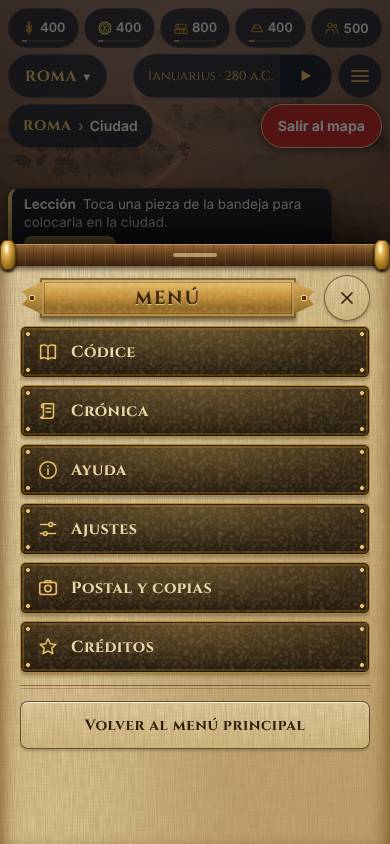 400 400 800 400 500
ROMA ▾ IANUARIUS · 280 A.C.
ROMA › Ciudad Salir al mapa
Lección Toca una pieza de la bandeja para
colocarla en la ciudad.
MENÚ
CÓDICE
CRÓNICA
AYUDA
AJUSTES
POSTAL Y COPIAS
CRÉDITOS
VOLVER AL MENÚ PRINCIPAL